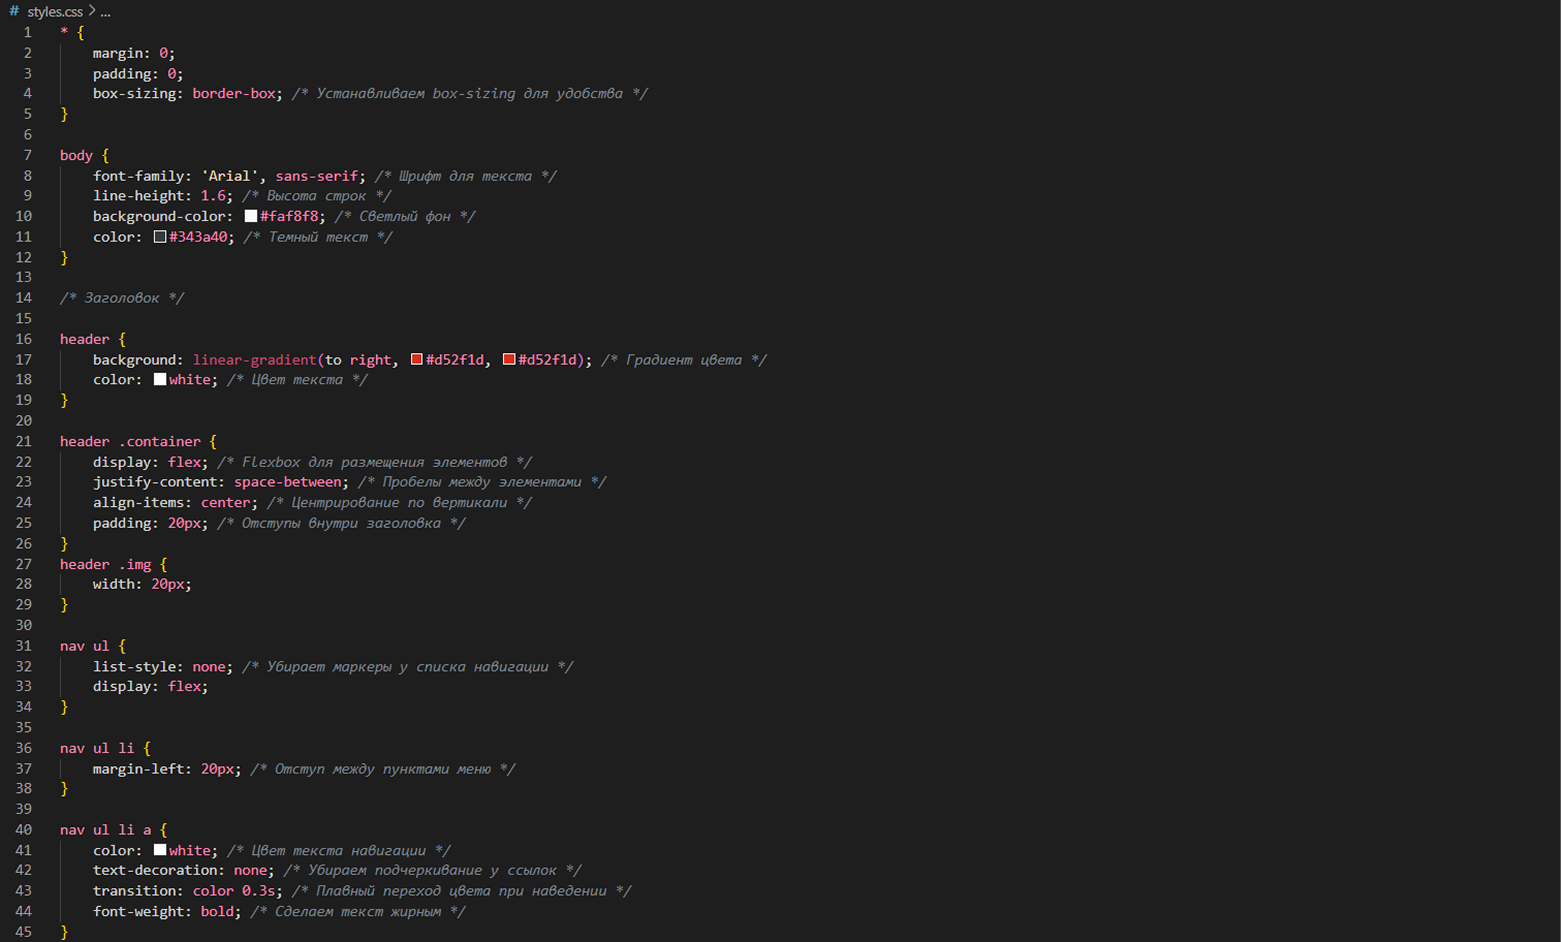 # styles.css > ...
1 * {
2 margin: 0;
3 padding: 0;
4 box-sizing: border-box; /* Устанавливаем box-sizing для удобства */
5 }
6
7 body {
8 font-family: 'Arial', sans-serif; /* Шрифт для текста */
9 line-height: 1.6; /* Высота строк */
10 background-color: #faf8f8; /* Светлый фон */
11 color: #343a40; /* Темный текст */
12 }
13
14 /* Заголовок */
15
16 header {
17 background: linear-gradient(to right, #d52f1d, #d52f1d); /* Градиент цвета */
18 color: white; /* Цвет текста */
19 }
20
21 header .container {
22 display: flex; /* Flexbox для размещения элементов */
23 justify-content: space-between; /* Пробелы между элементами */
24 align-items: center; /* Центрирование по вертикали */
25 padding: 20px; /* Отступы внутри заголовка */
26 }
27 header .img {
28 width: 20px;
29 }
30
31 nav ul {
32 list-style: none; /* Убирает маркеры у списка навигации */
33 display: flex;
34 }
35
36 nav ul li {
37 margin-left: 20px; /* Отступ между пунктами меню */
38 }
39
40 nav ul li a {
41 color: white; /* Цвет текста навигации */
42 text-decoration: none; /* Убираем подчеркивание у ссылок */
43 transition: color 0.3s; /* Плавный переход цвета при наведении */
44 font-weight: bold; /* Сделаем текст жирным */
45 }